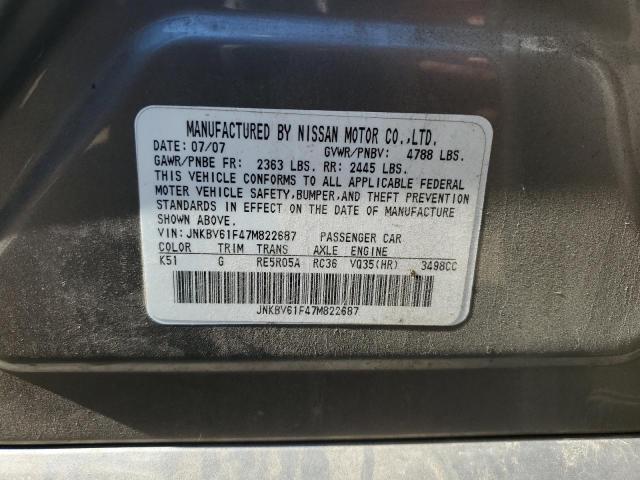 MANUFACTURED BY NISSAN MOTOR CO.,LTD.
DATE: 07/07 GVWR/PNBV: 4788 LBS.
GAWR/PNBE FR: 2363 LBS. RR: 2445 LBS.
THIS VEHICLE CONFORMS TO ALL APPLICABLE FEDERAL
MOTER VEHICLE SAFETY,BUMPER,AND THEFT PREVENTION
STANDARDS IN EFFECT ON THE DATE OF MANUFACTURE
SHOWN ABOVE.
VIN: JNKBV61F47M822687 PASSENGER CAR
COLOR TRIM TRANS AXLE ENGINE
K51 G RE5R05A RC36 VQ35(HR) 3498CC
JNKBV61F47M822687